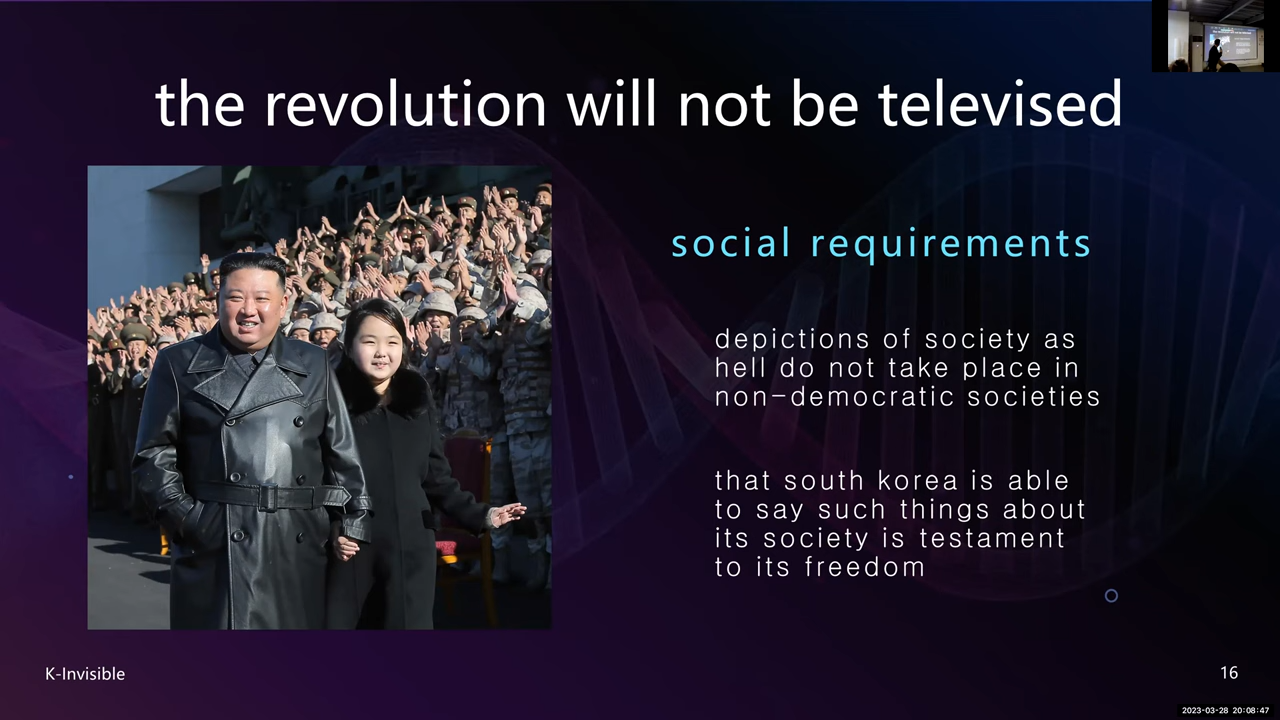 the revolution will not be televised
social requirements
depictions of society as
hell do not take place in
non-democratic societies
that south korea is able
to say such things about
its society is testament
to its freedom
K-Invisible
16
2023-03-28 20:08:47